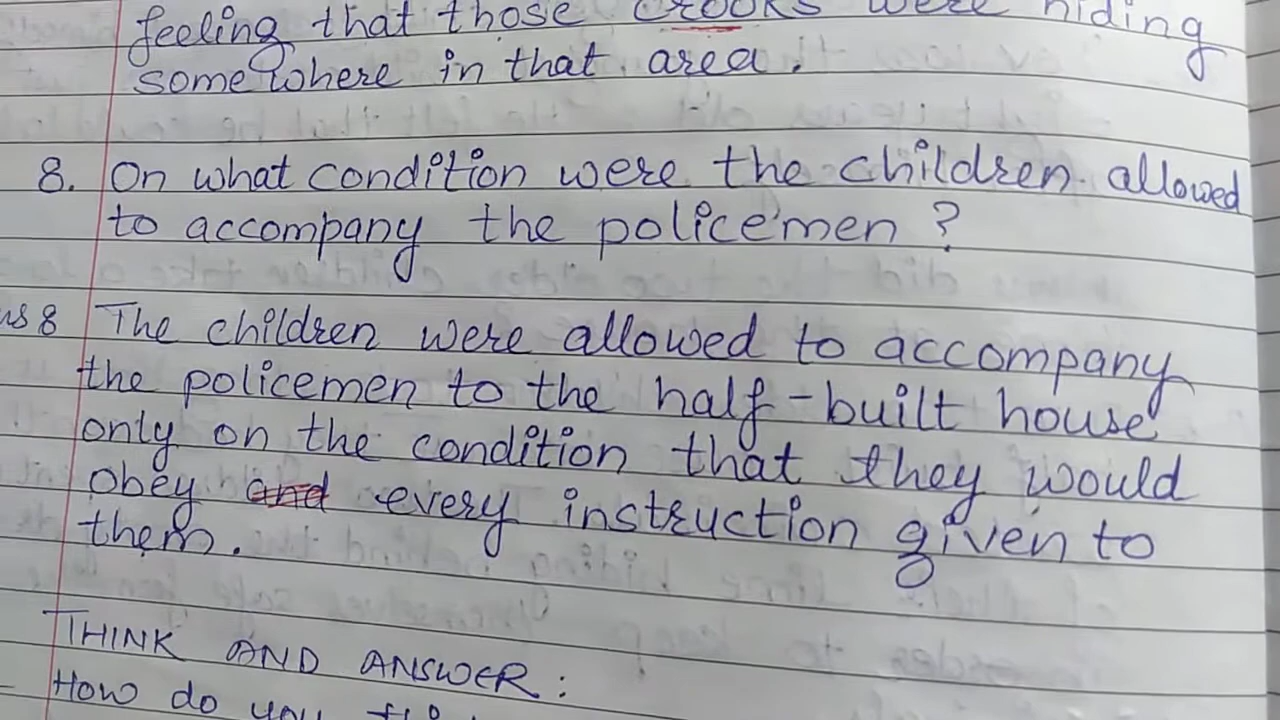 feeling that those crooks were hiding
somewhere in that area.
8. On what condition were the children allowed
to accompany the policemen ?
ns 8 The children were allowed to accompany
the policemen to the half-built house
only on the condition that they would
obey and every instruction given to
them.
THINK AND ANSWER :
How do you